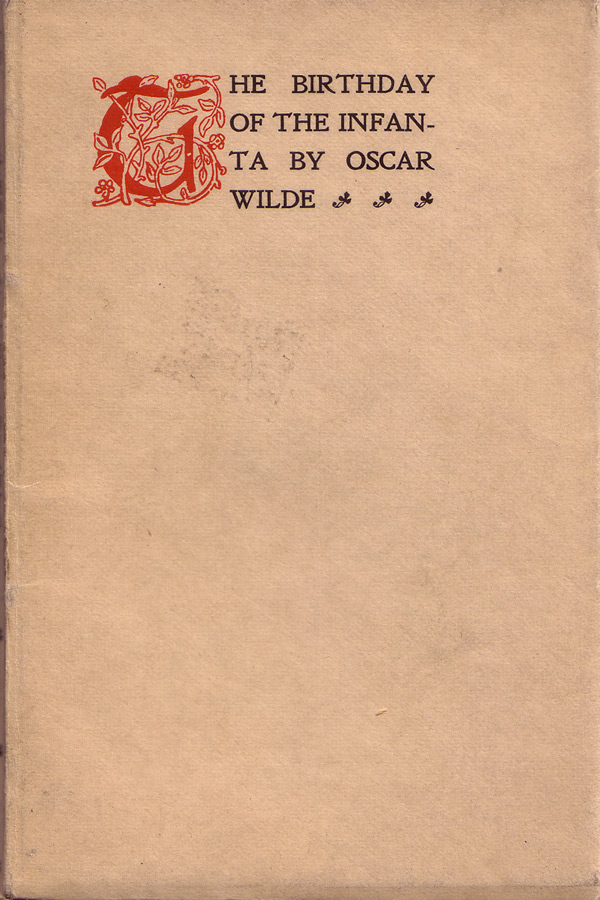 THE BIRTHDAY
OF THE INFAN-
TA BY OSCAR
WILDE